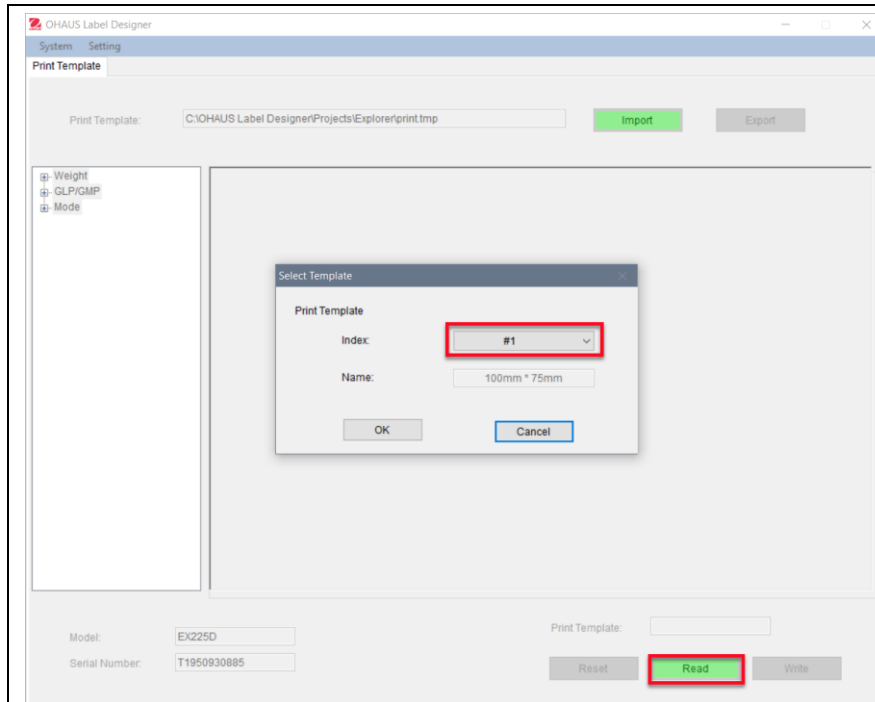 OHAUS Label Designer
System Setting
Print Template
Print Template: C:\OHAUS Label Designer\Projects\Explorer\print.tmp Import Export
Weight
GLP/GMP
Mode
Select Template
Print Template
Index: #1
Name: 100mm * 75mm
OK Cancel
Print Template:
Model: EX225D
Serial Number: T1950930885
Reset Read Write